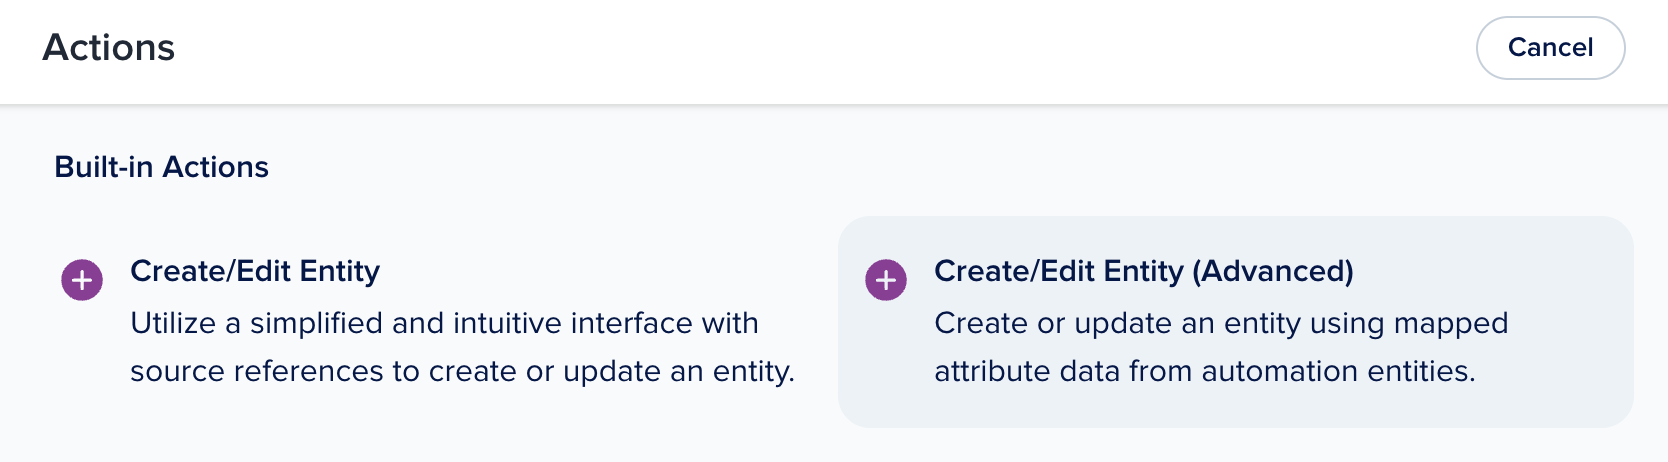 Actions
Cancel
Built-in Actions
Create/Edit Entity
Utilize a simplified and intuitive interface with
source references to create or update an entity.
Create/Edit Entity (Advanced)
Create or update an entity using mapped
attribute data from automation entities.